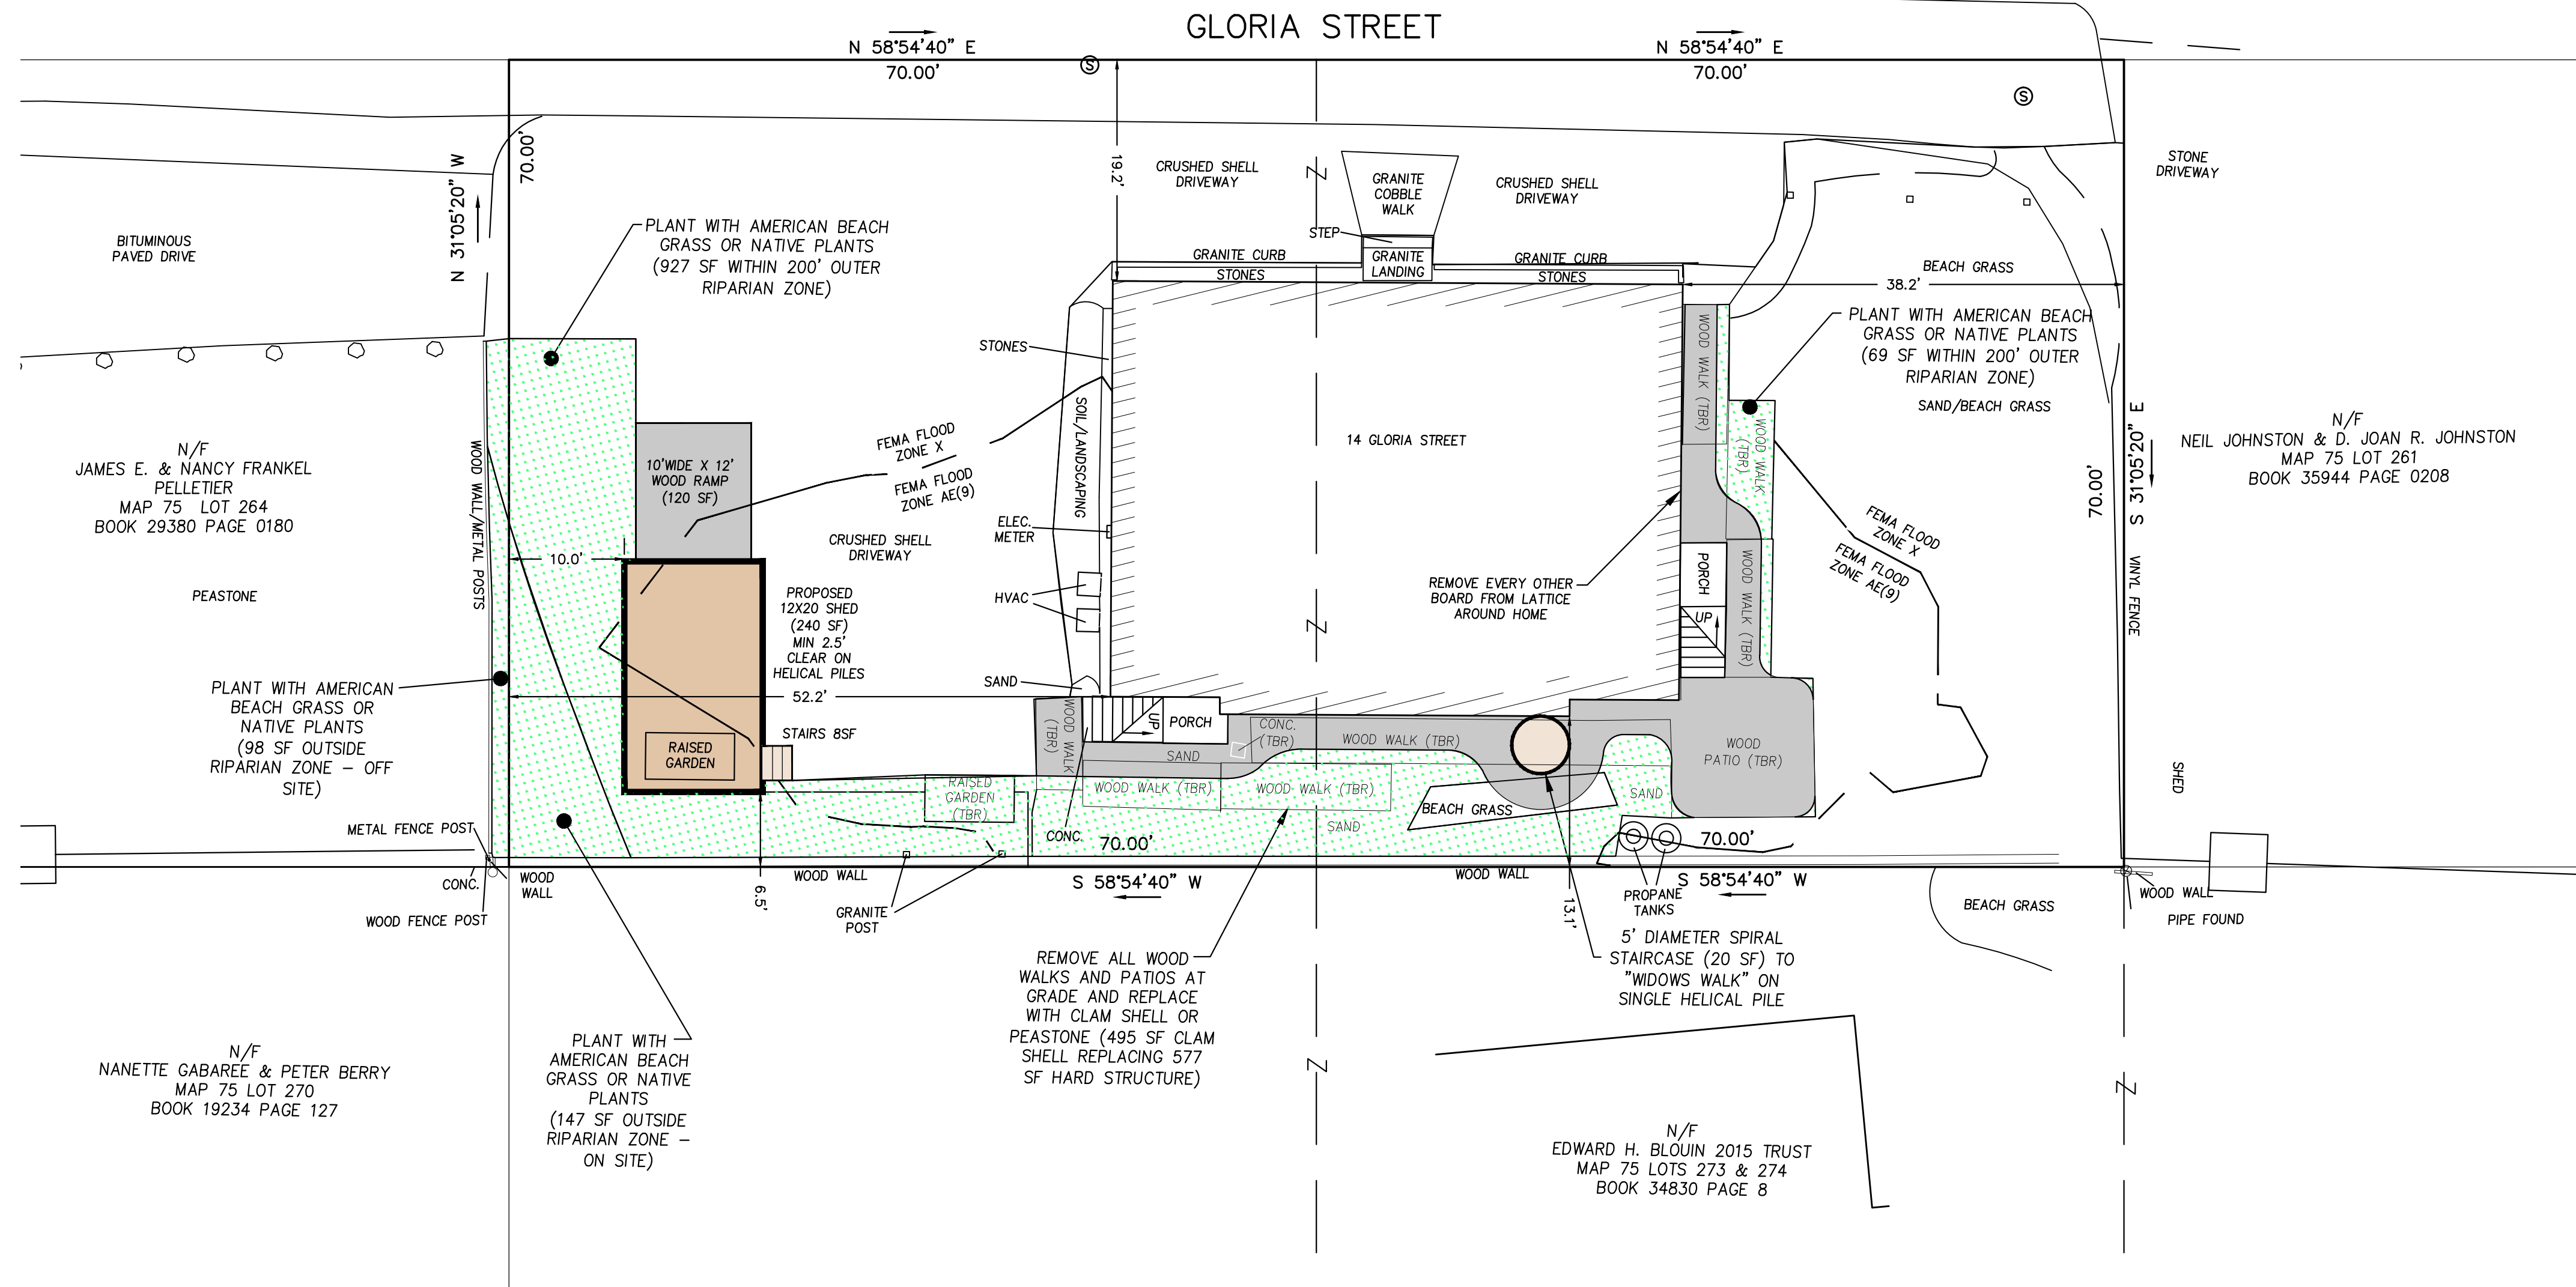 GLORIA STREET
N 58°54'40" E
70.00'
N 58°54'40" E
70.00'
S
S
N 31°05'20" W
70.00'
19.2'
CRUSHED SHELL
DRIVEWAY
Z
GRANITE
COBBLE
WALK
CRUSHED SHELL
DRIVEWAY
STONE
DRIVEWAY
BITUMINOUS
PAVED DRIVE
PLANT WITH AMERICAN BEACH
GRASS OR NATIVE PLANTS
(927 SF WITHIN 200' OUTER
RIPARIAN ZONE)
STEP
GRANITE CURB
STONES
GRANITE
LANDING
GRANITE CURB
STONES
BEACH GRASS
38.2'
PLANT WITH AMERICAN BEACH
GRASS OR NATIVE PLANTS
(69 SF WITHIN 200' OUTER
RIPARIAN ZONE)
SAND/BEACH GRASS
STONES
WOOD WALK (TBR)
WOOD WALK
(TBR)
SOIL/LANDSCAPING
14 GLORIA STREET
FEMA FLOOD
ZONE X
FEMA FLOOD
ZONE AE(9)
N/F
JAMES E. & NANCY FRANKEL
PELLETIER
MAP 75 LOT 264
BOOK 29380 PAGE 0180
WOOD WALL/METAL POSTS
10'WIDE X 12'
WOOD RAMP
(120 SF)
70.00'
S 31°05'20" E
N/F
NEIL JOHNSTON & D. JOAN R. JOHNSTON
MAP 75 LOT 261
BOOK 35944 PAGE 0208
ELEC.
METER
CRUSHED SHELL
DRIVEWAY
10.0'
FEMA FLOOD
ZONE X
FEMA FLOOD
ZONE AE(9)
VINYL FENCE
PEASTONE
PROPOSED
12X20 SHED
(240 SF)
MIN 2.5'
CLEAR ON
HELICAL PILES
HVAC
Z
REMOVE EVERY OTHER
BOARD FROM LATTICE
AROUND HOME
PORCH
UP
WOOD WALK (TBR)
PLANT WITH AMERICAN
BEACH GRASS OR
NATIVE PLANTS
(98 SF OUTSIDE
RIPARIAN ZONE – OFF
SITE)
52.2'
SAND
STAIRS 8SF
RAISED
GARDEN
WOOD WALK
(TBR)
UP
PORCH
CONC.
(TBR)
WOOD WALK (TBR)
SAND
WOOD
PATIO (TBR)
SHED
RAISED
GARDEN
(TBR)
WOOD WALK (TBR)
WOOD WALK (TBR)
SAND
BEACH GRASS
SAND
METAL FENCE POST
CONC.
70.00'
70.00'
CONC.
WOOD
WALL
WOOD FENCE POST
6.5'
WOOD WALL
GRANITE
POST
S 58°54'40" W
WOOD WALL
13.1'
PROPANE
TANKS
S 58°54'40" W
BEACH GRASS
WOOD WALL
PIPE FOUND
REMOVE ALL WOOD
WALKS AND PATIOS AT
GRADE AND REPLACE
WITH CLAM SHELL OR
PEASTONE (495 SF CLAM
SHELL REPLACING 577
SF HARD STRUCTURE)
5' DIAMETER SPIRAL
STAIRCASE (20 SF) TO
"WIDOWS WALK" ON
SINGLE HELICAL PILE
N/F
NANETTE GABAREE & PETER BERRY
MAP 75 LOT 270
BOOK 19234 PAGE 127
PLANT WITH
AMERICAN BEACH
GRASS OR NATIVE
PLANTS
(147 SF OUTSIDE
RIPARIAN ZONE –
ON SITE)
Z
Z
N/F
EDWARD H. BLOUIN 2015 TRUST
MAP 75 LOTS 273 & 274
BOOK 34830 PAGE 8